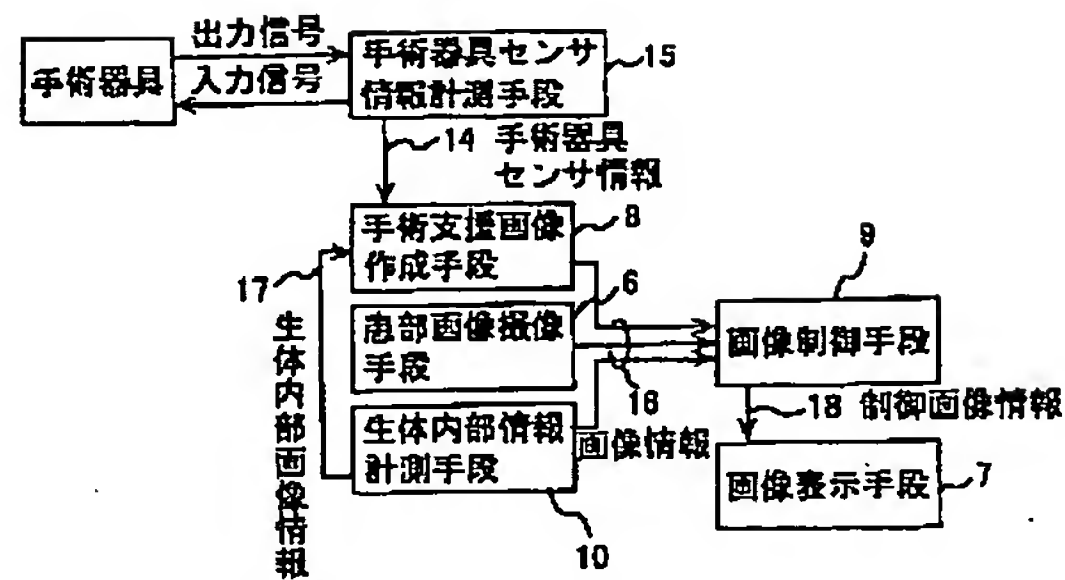 手術器具
出力信号
入力信号
手術器具センサ
情報計測手段
15
14 手術器具
センサ情報
手術支援画像
作成手段
8
17
生体内部画像情報
患部画像撮像
手段
6
16
画像情報
生体内部情報
計測手段
10
9
画像制御手段
18 制御画像情報
画像表示手段
7